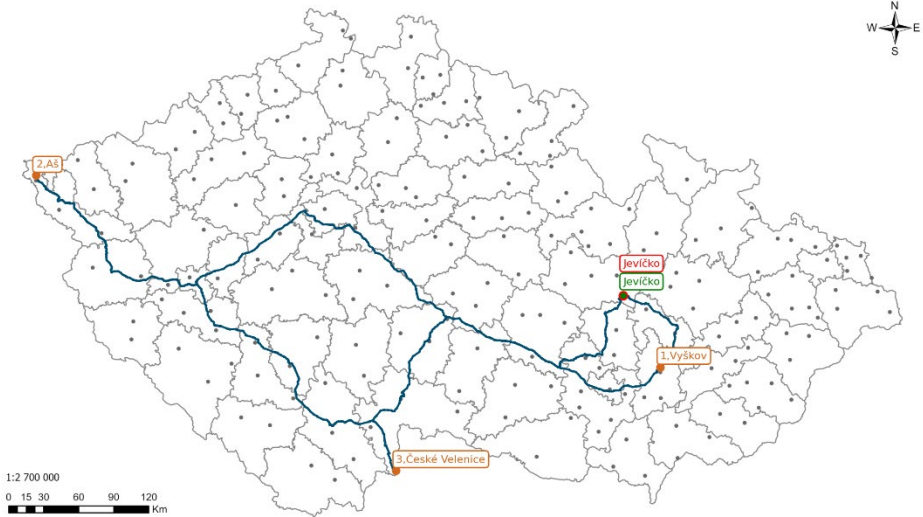 N
W E
S
2,Aš
Jevíčko
Jevíčko
1,Vyškov
3,České Velenice
1:2 700 000
0 15 30 60 90 120
Km